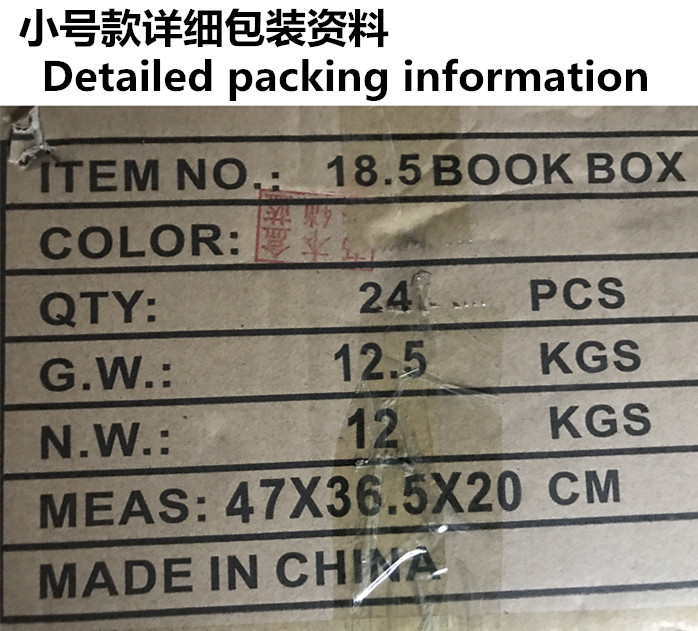 小号款详细包装资料
Detailed packing information
ITEM NO.: 18.5 BOOK BOX
COLOR:
QTY: 24 PCS
G.W.: 12.5 KGS
N.W.: 12 KGS
MEAS: 47X36.5X20 CM
MADE IN CHINA